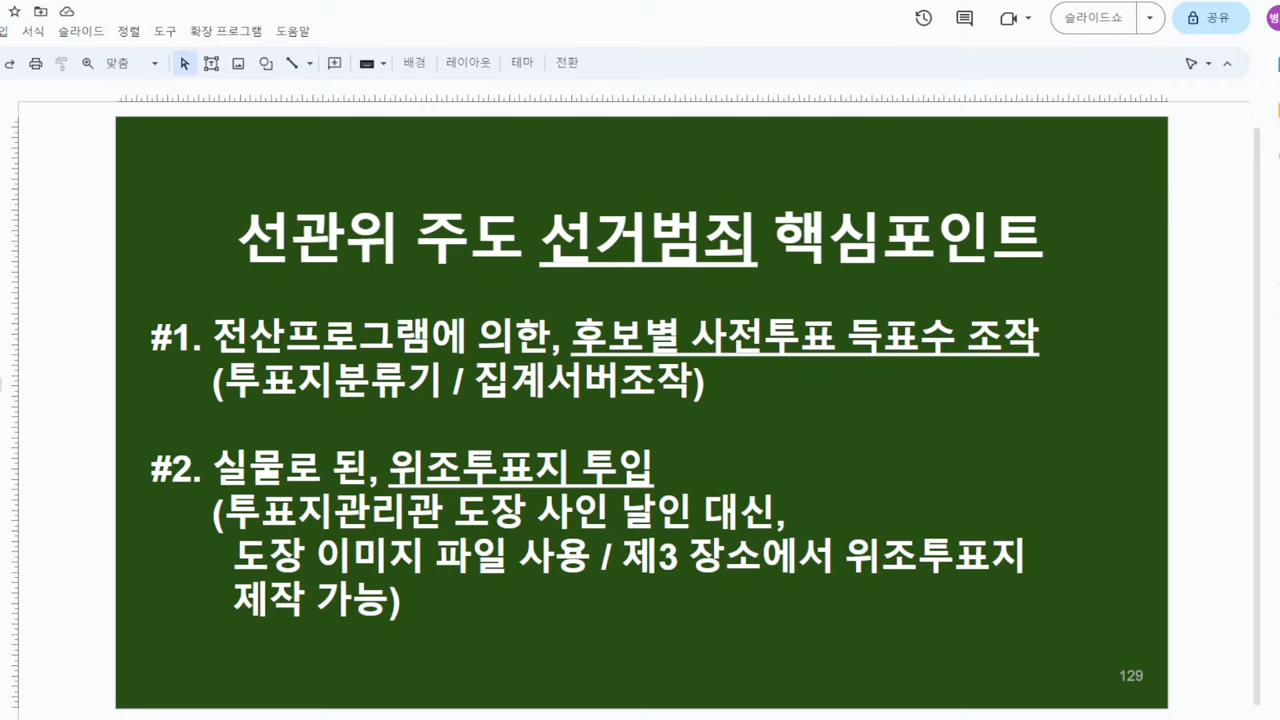 슬라이드쇼
공유
병
입 서식 슬라이드 정렬 도구 확장 프로그램 도움말
맞춤 배경 레이아웃 테마 전환
선관위 주도 선거범죄 핵심포인트
#1. 전산프로그램에 의한, 후보별 사전투표 득표수 조작
(투표지분류기 / 집계서버조작)
#2. 실물로 된, 위조투표지 투입
(투표지관리관 도장 사인 날인 대신,
도장 이미지 파일 사용 / 제3 장소에서 위조투표지
제작 가능)
129